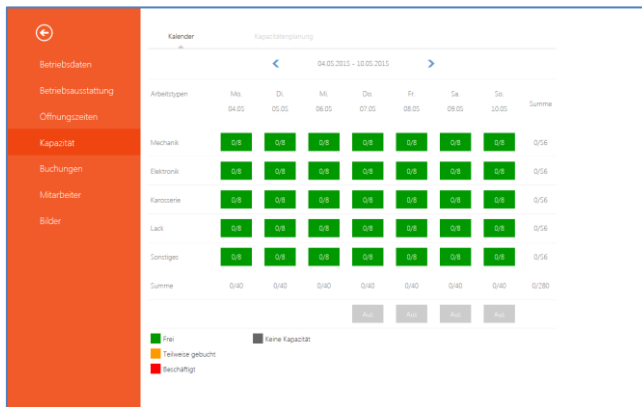 Kalender Kapazitätenplanung
Betriebsdaten
Betriebsausstattung
Öffnungszeiten
Kapazität
Buchungen
Mitarbeiter
Bilder
04.05.2015 – 10.05.2015
Arbeitstypen Mo. Di. Mi. Do. Fr. Sa. So. Summe
04.05 05.05 06.05 07.05 08.05 09.05 10.05
Mechanik 0/8 0/8 0/8 0/8 0/8 0/8 0/8 0/56
Elektronik 0/8 0/8 0/8 0/8 0/8 0/8 0/8 0/56
Karosserie 0/8 0/8 0/8 0/8 0/8 0/8 0/8 0/56
Lack 0/8 0/8 0/8 0/8 0/8 0/8 0/8 0/56
Sonstiges 0/8 0/8 0/8 0/8 0/8 0/8 0/8 0/56
Summe 0/40 0/40 0/40 0/40 0/40 0/40 0/40 0/280
Aus Aus Aus Aus
Frei Keine Kapazität
Teilweise gebucht
Beschäftigt